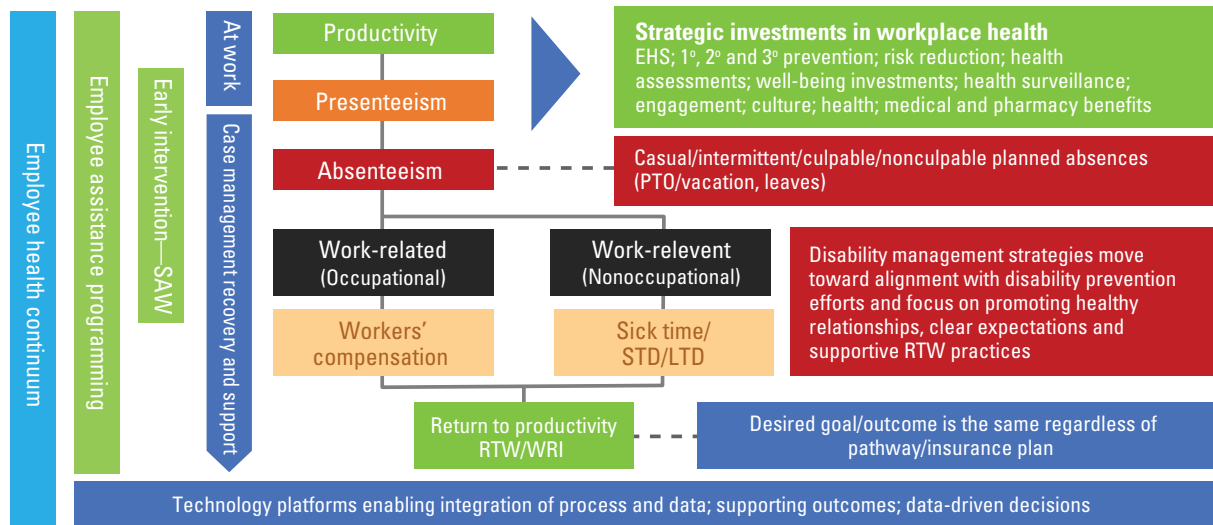 Employee health continuum
Employee assistance programming
Early intervention—SAW
At work
Case management recovery and support
Productivity
Presenteeism
Absenteeism
Strategic investments in workplace health
EHS; 1º, 2º and 3º prevention; risk reduction; health
assessments; well-being investments; health surveillance;
engagement; culture; health; medical and pharmacy benefits
Casual/intermittent/culpable/nonculpable planned absences
(PTO/vacation, leaves)
Work-related
(Occupational)
Work-relevent
(Nonoccupational)
Workers’
compensation
Sick time/
STD/LTD
Disability management strategies move
toward alignment with disability prevention
efforts and focus on promoting healthy
relationships, clear expectations and
supportive RTW practices
Return to productivity
RTW/WRI
Desired goal/outcome is the same regardless of
pathway/insurance plan
Technology platforms enabling integration of process and data; supporting outcomes; data-driven decisions